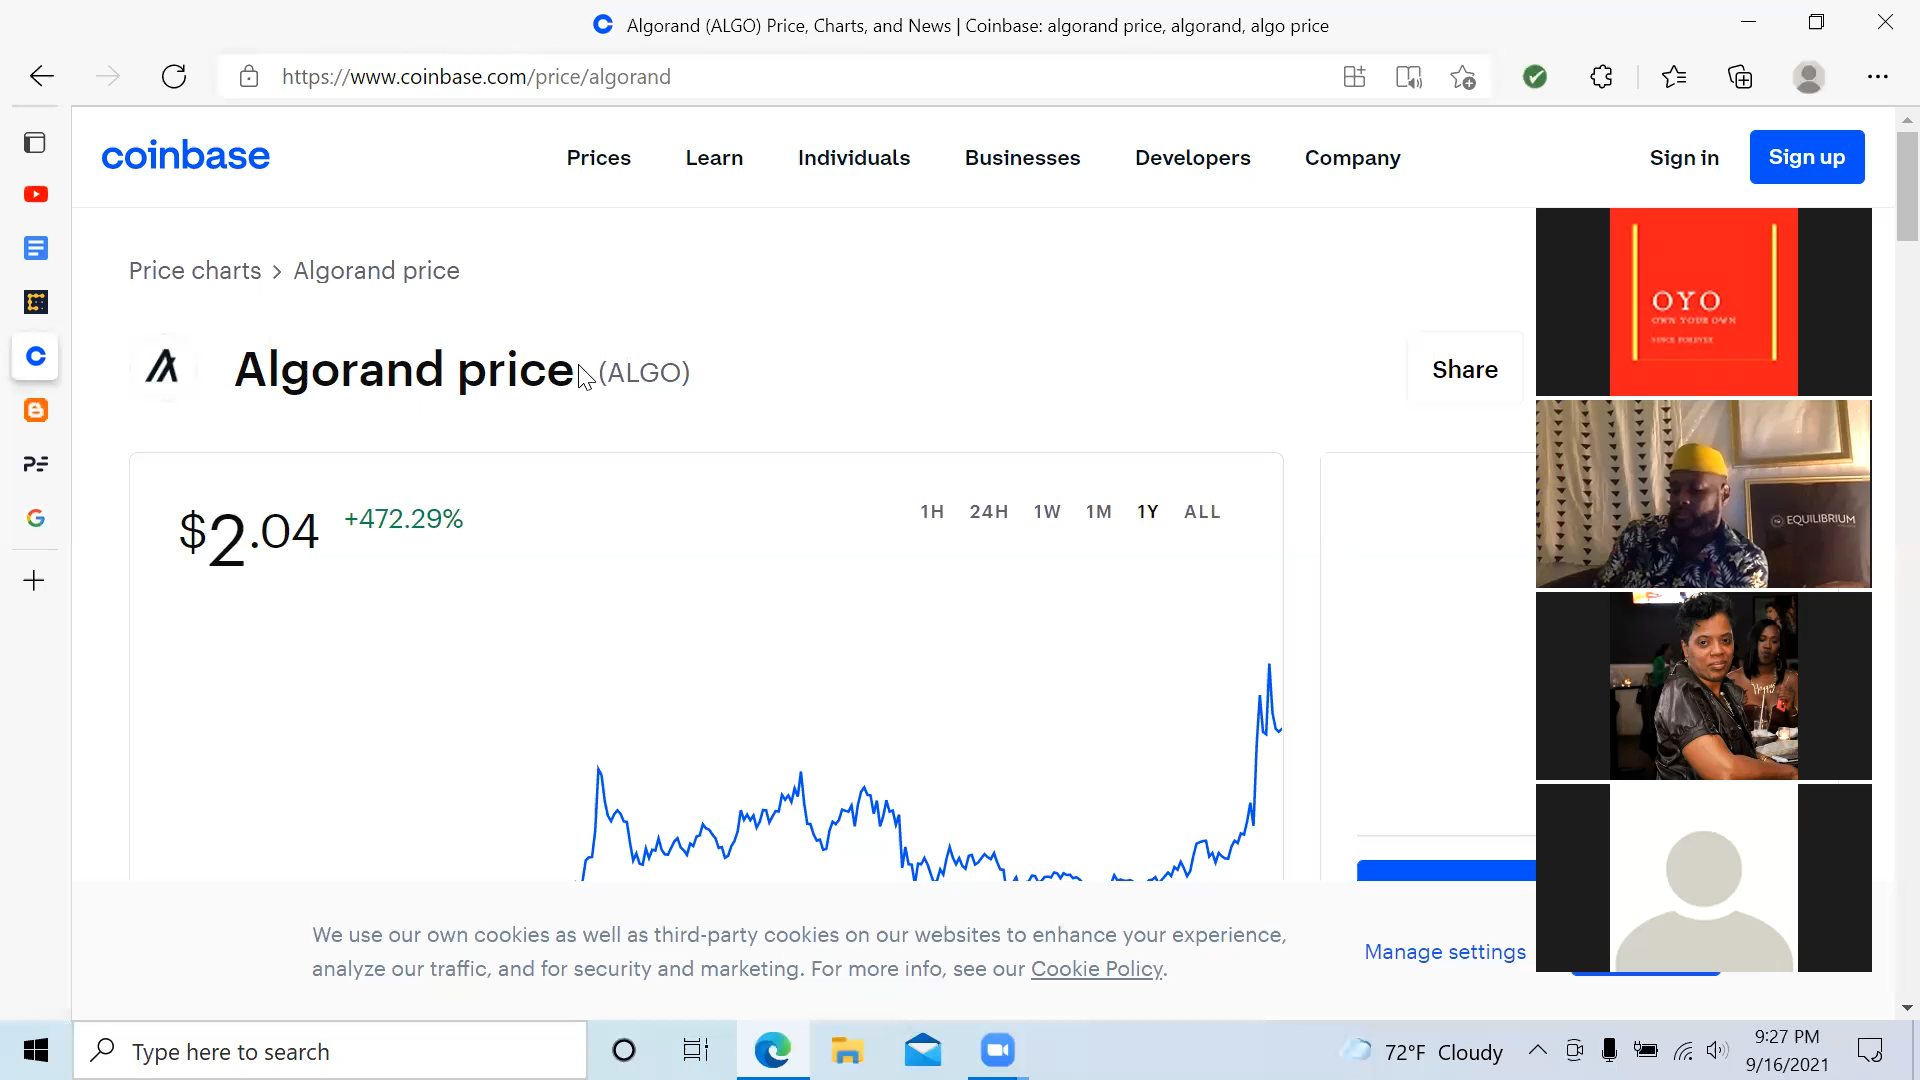 Algorand (ALGO) Price, Charts, and News | Coinbase: algorand price, algorand, algo price
https://www.coinbase.com/price/algorand
coinbase
Prices
Learn
Individuals
Businesses
Developers
Company
Sign in
Sign up
Price charts > Algorand price
Algorand price (ALGO)
Share
$2.04 +472.29%
1H 24H 1W 1M 1Y ALL
OYO
OWN YOUR OWN
SINCE FOREVER
EQUILIBRIUM
We use our own cookies as well as third-party cookies on our websites to enhance your experience,
analyze our traffic, and for security and marketing. For more info, see our Cookie Policy.
Manage settings
Type here to search
72°F Cloudy
9:27 PM
9/16/2021